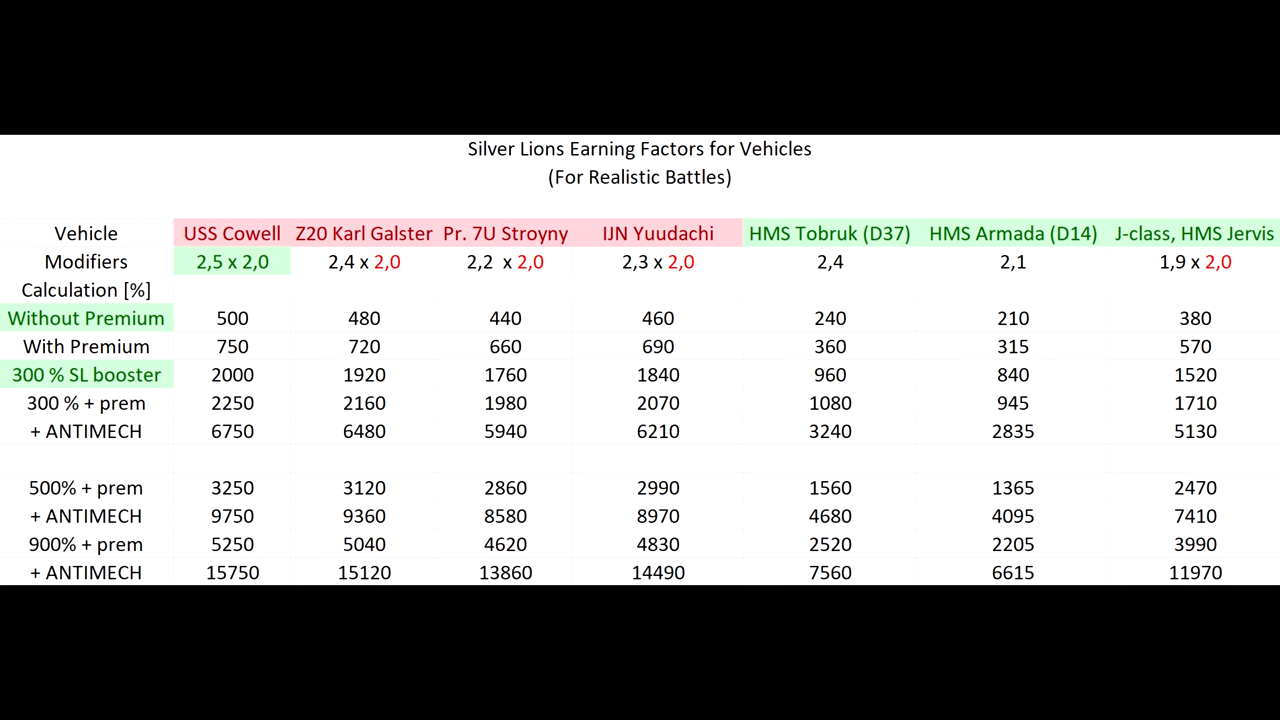 Silver Lions Earning Factors for Vehicles
(For Realistic Battles)
Vehicle USS Cowell Z20 Karl Galster Pr. 7U Stroyny IJN Yuudachi HMS Tobruk (D37) HMS Armada (D14) J-class, HMS Jervis
Modifiers 2,5 x 2,0 2,4 x 2,0 2,2 x 2,0 2,3 x 2,0 2,4 2,1 1,9 x 2,0
Calculation [%]
Without Premium 500 480 440 460 240 210 380
With Premium 750 720 660 690 360 315 570
300 % SL booster 2000 1920 1760 1840 960 840 1520
300 % + prem 2250 2160 1980 2070 1080 945 1710
+ ANTIMECH 6750 6480 5940 6210 3240 2835 5130
500% + prem 3250 3120 2860 2990 1560 1365 2470
+ ANTIMECH 9750 9360 8580 8970 4680 4095 7410
900% + prem 5250 5040 4620 4830 2520 2205 3990
+ ANTIMECH 15750 15120 13860 14490 7560 6615 11970